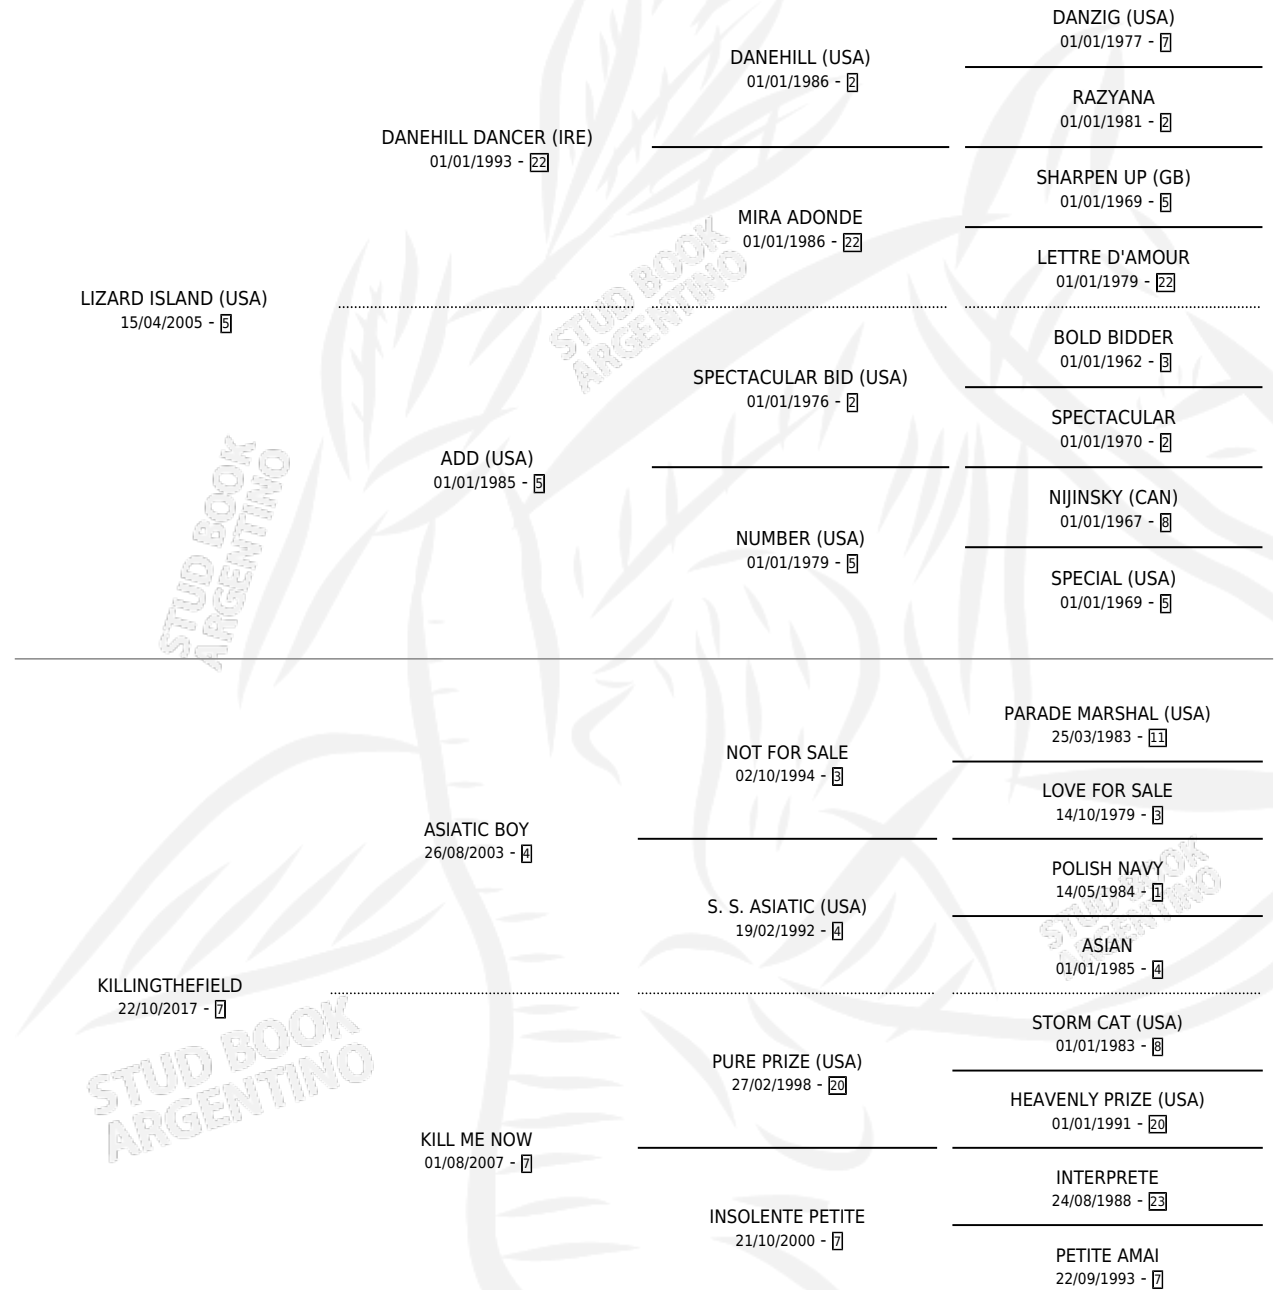 DANZIG (USA)
01/01/1977 - 7
DANEHILL (USA)
01/01/1986 - 2
RAZYANA
01/01/1981 - 2
DANEHILL DANCER (IRE)
01/01/1993 - 22
SHARPEN UP (GB)
01/01/1969 - 5
MIRA ADONDE
01/01/1986 - 22
LETTRE D'AMOUR
01/01/1979 - 22
LIZARD ISLAND (USA)
15/04/2005 - 5
BOLD BIDDER
01/01/1962 - 3
SPECTACULAR BID (USA)
01/01/1976 - 2
SPECTACULAR
01/01/1970 - 2
ADD (USA)
01/01/1985 - 5
NIJINSKY (CAN)
01/01/1967 - 8
NUMBER (USA)
01/01/1979 - 5
SPECIAL (USA)
01/01/1969 - 5
PARADE MARSHAL (USA)
25/03/1983 - 11
NOT FOR SALE
02/10/1994 - 3
LOVE FOR SALE
14/10/1979 - 3
ASIATIC BOY
26/08/2003 - 4
POLISH NAVY
14/05/1984 - 1
S. S. ASIATIC (USA)
19/02/1992 - 4
ASIAN
01/01/1985 - 4
KILLINGTHEFIELD
22/10/2017 - 7
STORM CAT (USA)
01/01/1983 - 8
PURE PRIZE (USA)
27/02/1998 - 20
HEAVENLY PRIZE (USA)
01/01/1991 - 20
KILL ME NOW
01/08/2007 - 7
INTERPRETE
24/08/1988 - 23
INSOLENTE PETITE
21/10/2000 - 7
PETITE AMAI
22/09/1993 - 7
STUD BOOK
ARGENTINO
STUD BOOK
ARGENTINO
STUD BOOK
ARGENTINO
STUD BOOK
ARGENTINO